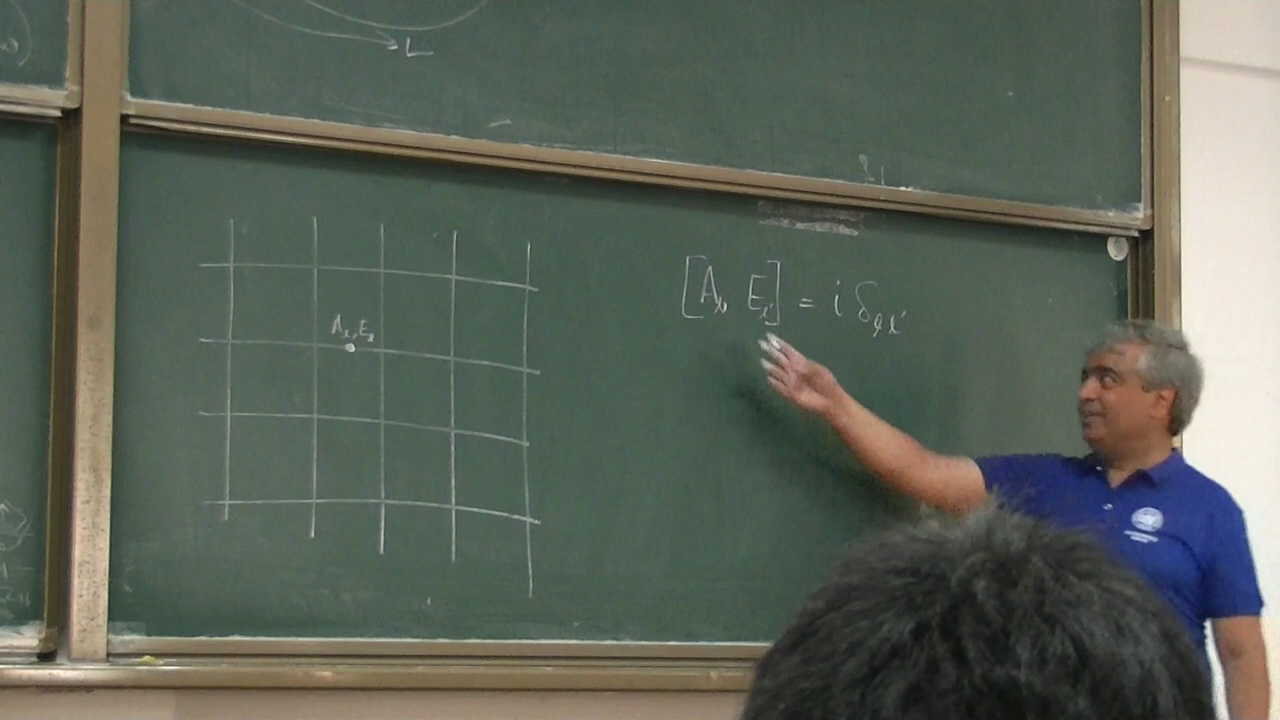 L
[A_ℓ, E_ℓ'] = i δ_ℓℓ'
A_ℓ, E_ℓ